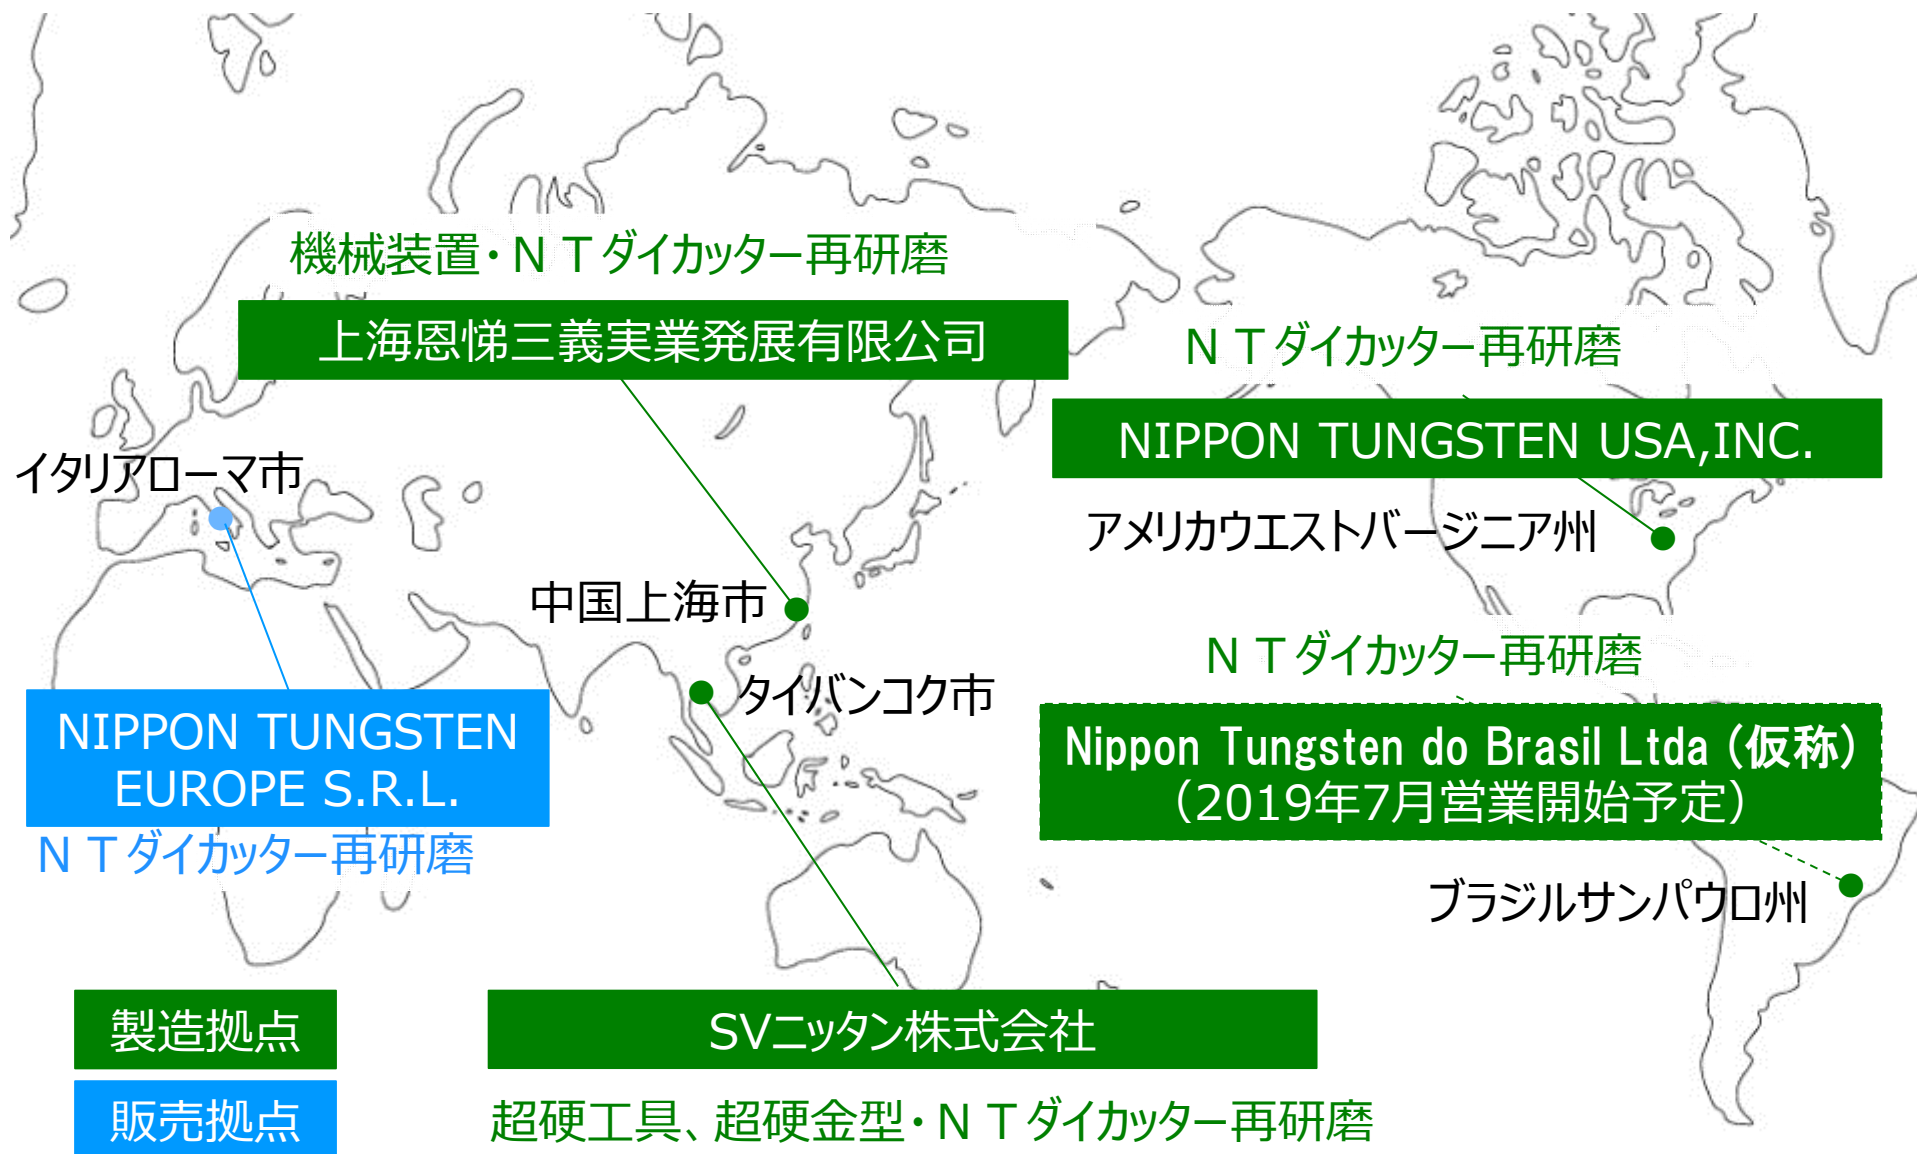 機械装置・NTダイカッター再研磨
上海恩悌三義実業発展有限公司
NTダイカッター再研磨
NIPPON TUNGSTEN USA,INC.
イタリアローマ市
アメリカウエストバージニア州
中国上海市
NTダイカッター再研磨
タイバンコク市
NIPPON TUNGSTEN
EUROPE S.R.L.
NTダイカッター再研磨
Nippon Tungsten do Brasil Ltda（仮称）
（2019年7月営業開始予定）
ブラジルサンパウロ州
製造拠点
SVニッタン株式会社
販売拠点
超硬工具、超硬金型・NTダイカッター再研磨